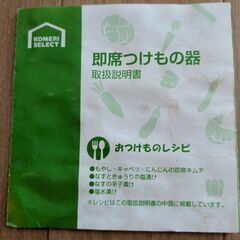 KOMERI
SELECT
即席つけもの器
取扱説明書
おつけものレシピ
●もやし・キャベツ・にんじんの即席キムチ
●なすときゅうりの塩漬け
●なすの辛子漬け
●塩水漬け
※レシピはこの取扱説明書の中面に掲載しています。